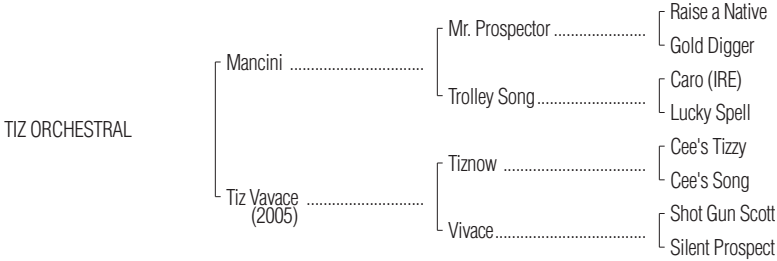 Raise a Native
Mr. Prospector ........................
Gold Digger
Mancini ...................................
Caro (IRE)
Trolley Song............................
Lucky Spell
TIZ ORCHESTRAL
Cee's Tizzy
Tiznow .....................................
Cee's Song
Tiz Vavace ...............................
(2005)
Shot Gun Scott
Vivace.......................................
Silent Prospect